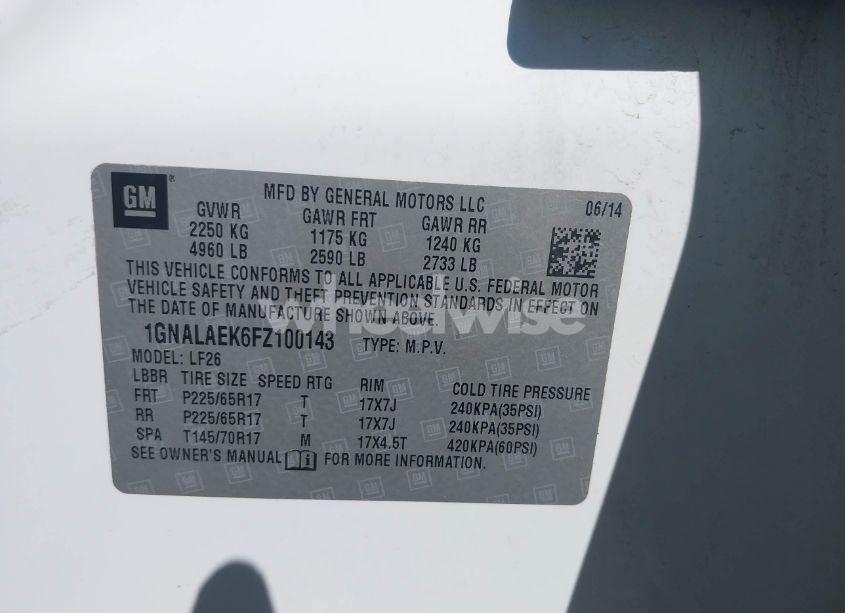 GM ®
MFD BY GENERAL MOTORS LLC
06/14
GVWR GAWR FRT GAWR RR
2250 KG 1175 KG 1240 KG
4960 LB 2590 LB 2733 LB
THIS VEHICLE CONFORMS TO ALL APPLICABLE U.S. FEDERAL MOTOR
VEHICLE SAFETY AND THEFT PREVENTION STANDARDS IN EFFECT ON
THE DATE OF MANUFACTURE SHOWN ABOVE.
wheelwise
1GNALAEK6FZ100143 TYPE: M.P.V.
MODEL: LF26
LBBR TIRE SIZE SPEED RTG RIM COLD TIRE PRESSURE
FRT P225/65R17 T 17X7J 240KPA(35PSI)
RR P225/65R17 T 17X7J 240KPA(35PSI)
SPA T145/70R17 M 17X4.5T 420KPA(60PSI)
SEE OWNER'S MANUAL FOR MORE INFORMATION.